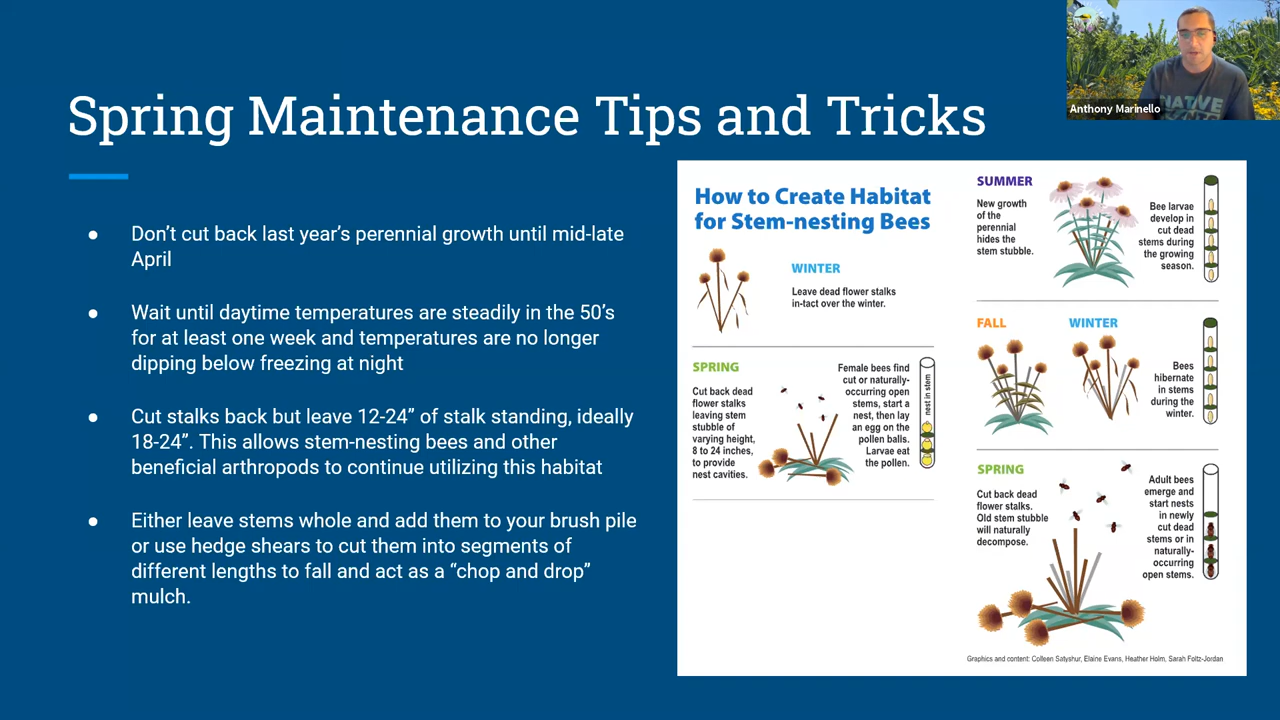 Anthony Marinello
NATIVE
Spring Maintenance Tips and Tricks
● Don’t cut back last year’s perennial growth until mid-late
April
● Wait until daytime temperatures are steadily in the 50’s
for at least one week and temperatures are no longer
dipping below freezing at night
● Cut stalks back but leave 12-24” of stalk standing, ideally
18-24”. This allows stem-nesting bees and other
beneficial arthropods to continue utilizing this habitat
● Either leave stems whole and add them to your brush pile
or use hedge shears to cut them into segments of
different lengths to fall and act as a “chop and drop”
mulch.
How to Create Habitat
for Stem-nesting Bees
WINTER
Leave dead flower stalks
in-tact over the winter.
SPRING
Cut back dead
flower stalks
leaving stem
stubble of
varying height,
8 to 24 inches,
to provide
nest cavities.
Female bees find
cut or naturally-
occurring open
stems, start a
nest, then lay
an egg on the
pollen balls.
Larvae eat
the pollen.
nest in stem
SUMMER
New growth
of the
perennial
hides the
stem stubble.
Bee larvae
develop in
cut dead
stems during
the growing
season.
FALL
WINTER
Bees
hibernate
in stems
during the
winter.
SPRING
Cut back dead
flower stalks.
Old stem stubble
will naturally
decompose.
Adult bees
emerge and
start nests
in newly
cut dead
stems or in
naturally-
occurring
open stems.
Graphics and content: Colleen Satyshur, Elaine Evans, Heather Holm, Sarah Foltz-Jordan